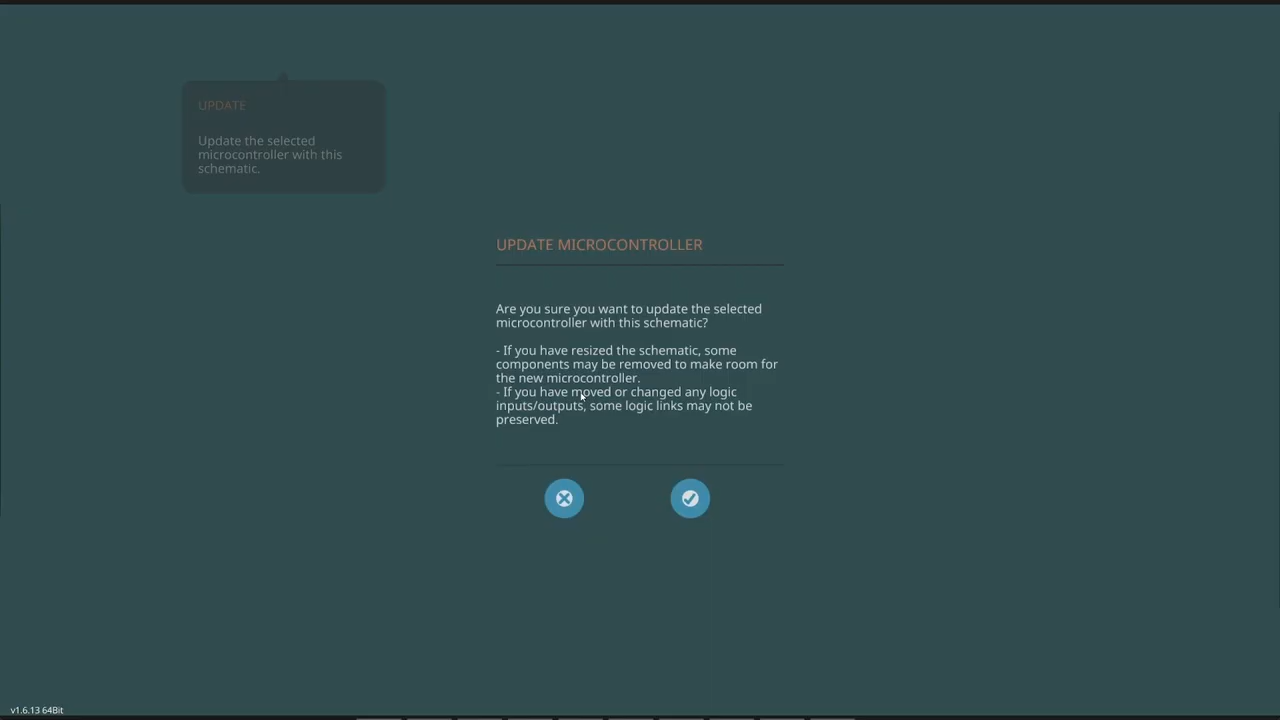 UPDATE
Update the selected
microcontroller with this
schematic.
UPDATE MICROCONTROLLER
Are you sure you want to update the selected
microcontroller with this schematic?
- If you have resized the schematic, some
components may be removed to make room for
the new microcontroller.
- If you have moved or changed any logic
inputs/outputs, some logic links may not be
preserved.
v1.6.13 64Bit